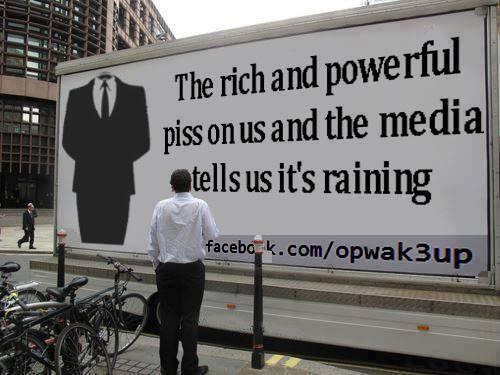 The rich and powerful
piss on us and the media
tells us it's raining
facebook.com/opwak3up